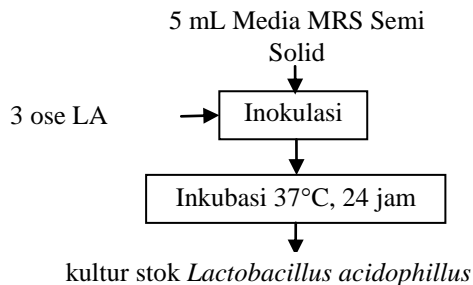 5 mL Media MRS Semi
Solid
3 ose LA
Inokulasi
Inkubasi 37°C, 24 jam
kultur stok Lactobacillus acidophillus